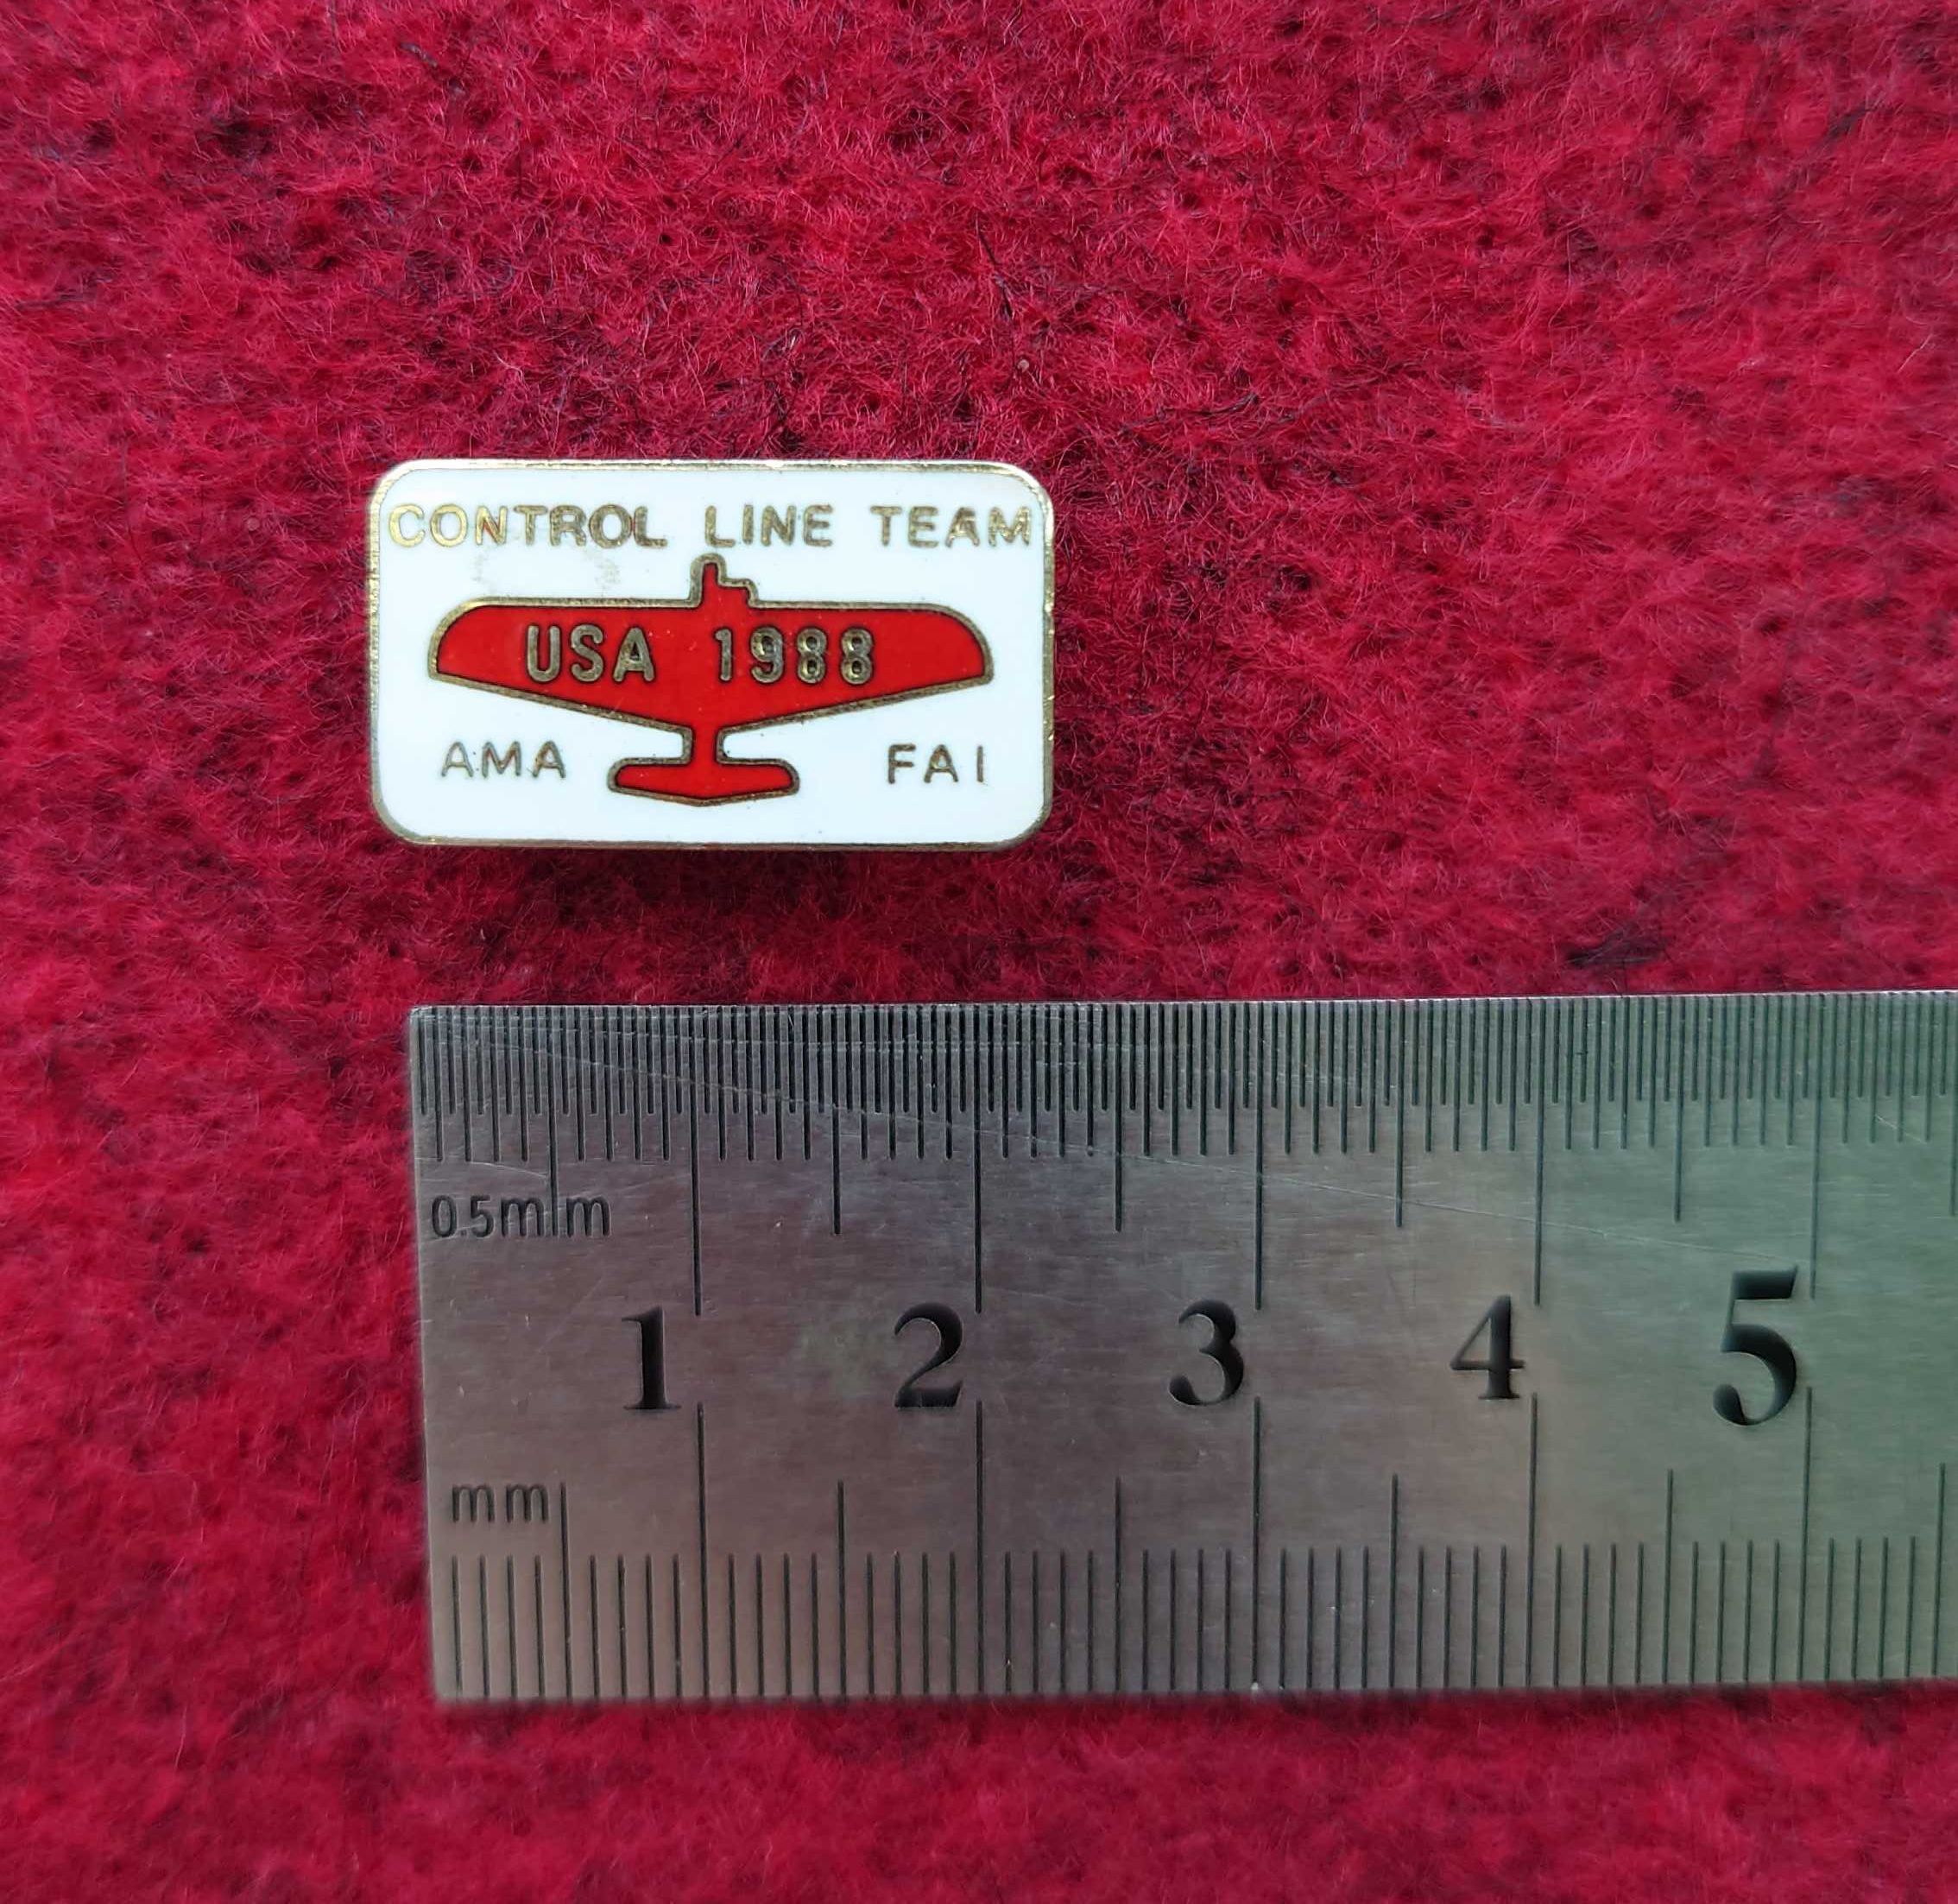 CONTROL LINE TEAM
USA 1988
AMA FAI
0.5mm
1 2 3 4 5
mm